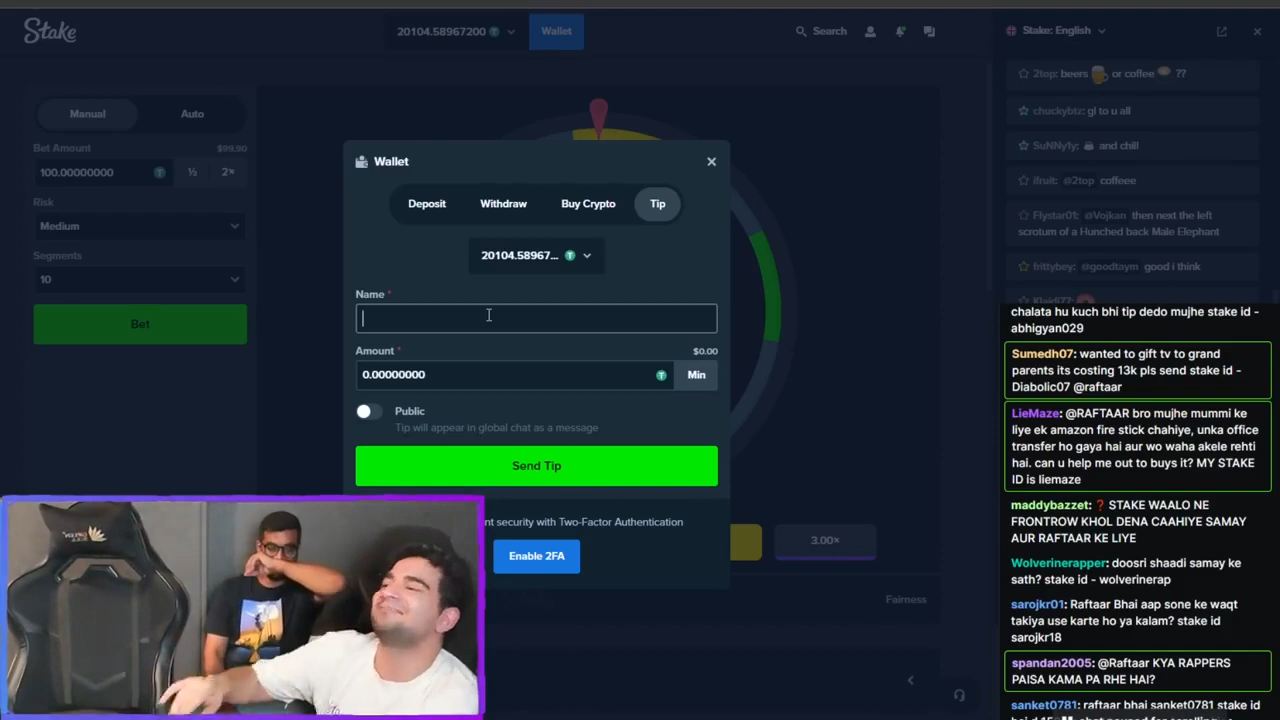 Stake
20104.58967200
Wallet
Search
Stake: English
Manual
Auto
Bet Amount
$99.90
100.00000000
½
2×
Risk
Medium
Segments
10
Bet
Wallet
Deposit
Withdraw
Buy Crypto
Tip
20104.58967...
Name *
Amount *
$0.00
0.00000000
Min
Public
Tip will appear in global chat as a message
Send Tip
nt security with Two-Factor Authentication
Enable 2FA
3.00×
Fairness
2top: beers or coffee ??
chuckybtz: gl to u all
SuNNy1y: and chill
ifruit: @2top coffeee
Flystar01: @Vojkan then next the left
scrotum of a Hunched back Male Elephant
frittybey: @goodtaym good i think
chalata hu kuch bhi tip dedo mujhe stake id -
abhigyan029
Sumedh07: wanted to gift tv to grand
parents its costing 13k pls send stake id -
Diabolic07 @raftaar
LieMaze: @RAFTAAR bro mujhe mummi ke
liye ek amazon fire stick chahiye, unka office
transfer ho gaya hai aur wo waha akele rehti
hai. can u help me out to buys it? MY STAKE
ID is liemaze
maddybazzet: ❓ STAKE WAALO NE
FRONTROW KHOL DENA CAAHIYE SAMAY
AUR RAFTAAR KE LIYE
Wolverinerapper: doosri shaadi samay ke
sath? stake id - wolverinerap
sarojkr01: Raftaar Bhai aap sone ke waqt
takiya use karte ho ya kalam? stake id
sarojkr18
spandan2005: @Raftaar KYA RAPPERS
PAISA KAMA PA RHE HAI?
sanket0781: raftaar bhai sanket0781 stake id